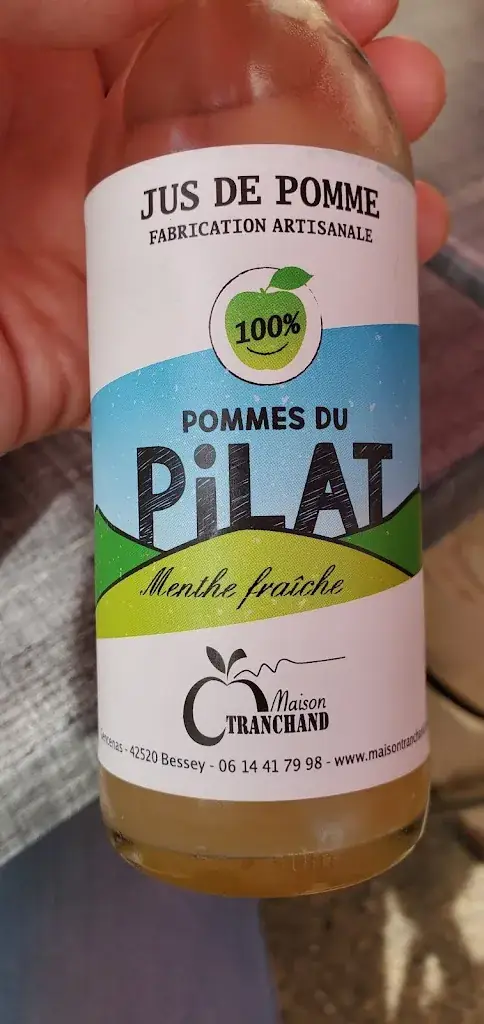 JUS DE POMME
FABRICATION ARTISANALE
100%
POMMES DU
PiLAT
Menthe fraîche
Maison
TRANCHAND
- 42520 Bessey - 06 14 41 79 98 - www.maisontranchand